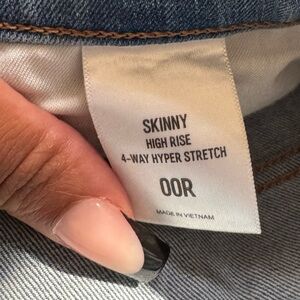 SKINNY
HIGH RISE
4-WAY HYPER STRETCH
00R
MADE IN VIETNAM